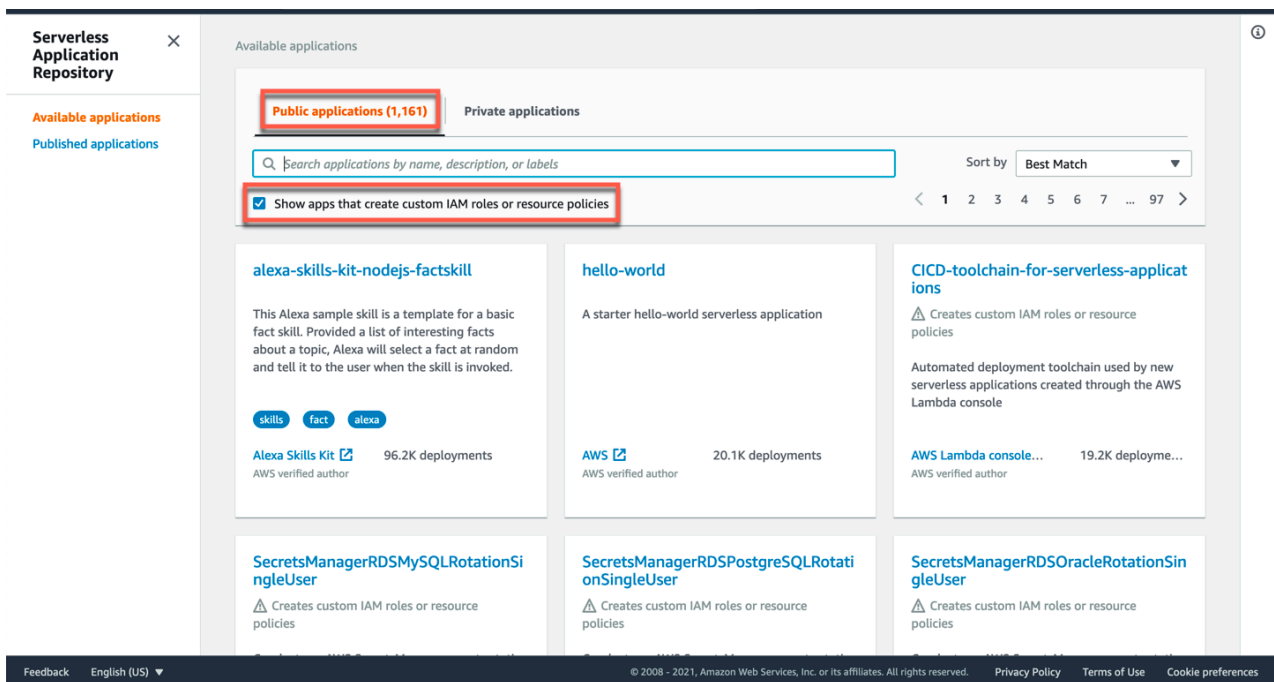 Serverless
Application
Repository
Available applications
Published applications
Available applications
Public applications (1,161)
Private applications
Search applications by name, description, or labels
Sort by
Best Match
Show apps that create custom IAM roles or resource policies
1 2 3 4 5 6 7 ... 97
alexa-skills-kit-nodejs-factskill
This Alexa sample skill is a template for a basic
fact skill. Provided a list of interesting facts
about a topic, Alexa will select a fact at random
and tell it to the user when the skill is invoked.
skills fact alexa
Alexa Skills Kit
96.2K deployments
AWS verified author
hello-world
A starter hello-world serverless application
AWS
20.1K deployments
AWS verified author
CICD-toolchain-for-serverless-applicat
ions
Creates custom IAM roles or resource
policies
Automated deployment toolchain used by new
serverless applications created through the AWS
Lambda console
AWS Lambda console...
19.2K deployme...
AWS verified author
SecretsManagerRDSMySQLRotationSi
ngleUser
Creates custom IAM roles or resource
policies
SecretsManagerRDSPostgreSQLRotati
onSingleUser
Creates custom IAM roles or resource
policies
SecretsManagerRDSOracleRotationSin
gleUser
Creates custom IAM roles or resource
policies
Feedback
English (US)
© 2008 - 2021, Amazon Web Services, Inc. or its affiliates. All rights reserved.
Privacy Policy
Terms of Use
Cookie preferences